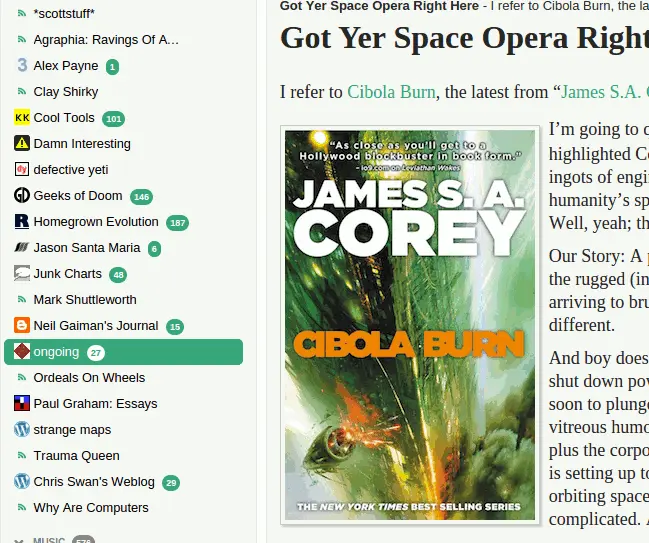 *scottstuff*
Agraphia: Ravings Of A…
Alex Payne 1
Clay Shirky
Cool Tools 101
Damn Interesting
defective yeti
Geeks of Doom 146
Homegrown Evolution 187
Jason Santa Maria 6
Junk Charts 48
Mark Shuttleworth
Neil Gaiman's Journal 15
ongoing 27
Ordeals On Wheels
Paul Graham: Essays
strange maps
Trauma Queen
Chris Swan's Weblog 29
Why Are Computers
MUSIC 576
Got Yer Space Opera Right Here - I refer to Cibola Burn, the la
Got Yer Space Opera Right
I refer to Cibola Burn, the latest from “James S.A.
“As close as you'll get to a
Hollywood blockbuster in book form.”
- io9.com on Leviathan Wakes
JAMES S. A.
COREY
CIBOLA BURN
THE NEW YORK TIMES BEST SELLING SERIES
I’m going to
highlighted
ingots of engi
humanity’s sp
Well, yeah; th
Our Story: A
the rugged (in
arriving to bru
different.
And boy does
shut down pow
soon to plunge
vitreous humo
plus the corpo
is setting up to
orbiting space
complicated.